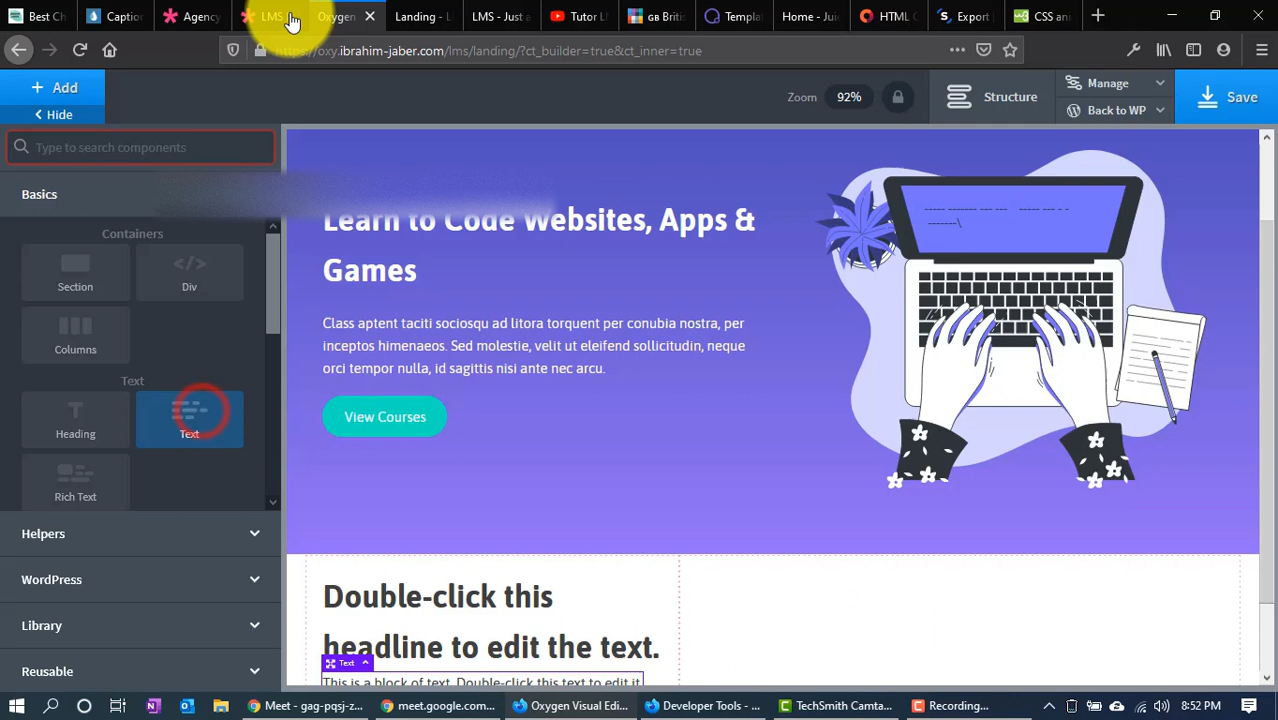 Best Ch
Caption
Agency
LMS
Oxygen
Landing - L
LMS - Just a
Tutor L
GB Brit
Templat
Home - Jui
HTML C
Export
CSS an
https://oxy.ibrahim-jaber.com/lms/landing/?ct_builder=true&ct_inner=true
+ Add
Hide
Zoom 92%
Structure
Manage
Back to WP
Save
Type to search components
Basics
Containers
Section
Div
Columns
Text
Heading
Text
Rich Text
Helpers
WordPress
Library
Reusable
Learn to Code Websites, Apps &
Games
Class aptent taciti sociosqu ad litora torquent per conubia nostra, per
inceptos himenaeos. Sed molestie, velit ut eleifend sollicitudin, neque
orci tempor nulla, id sagittis nisi ante nec arcu.
View Courses
Double-click this
headline to edit the text.
Text
This is a block of text. Double-click this text to edit it
Meet - gag-pqsj-z...
meet.google.com...
Oxygen Visual Edi...
Developer Tools - ...
TechSmith Camta...
Recording...
8:52 PM